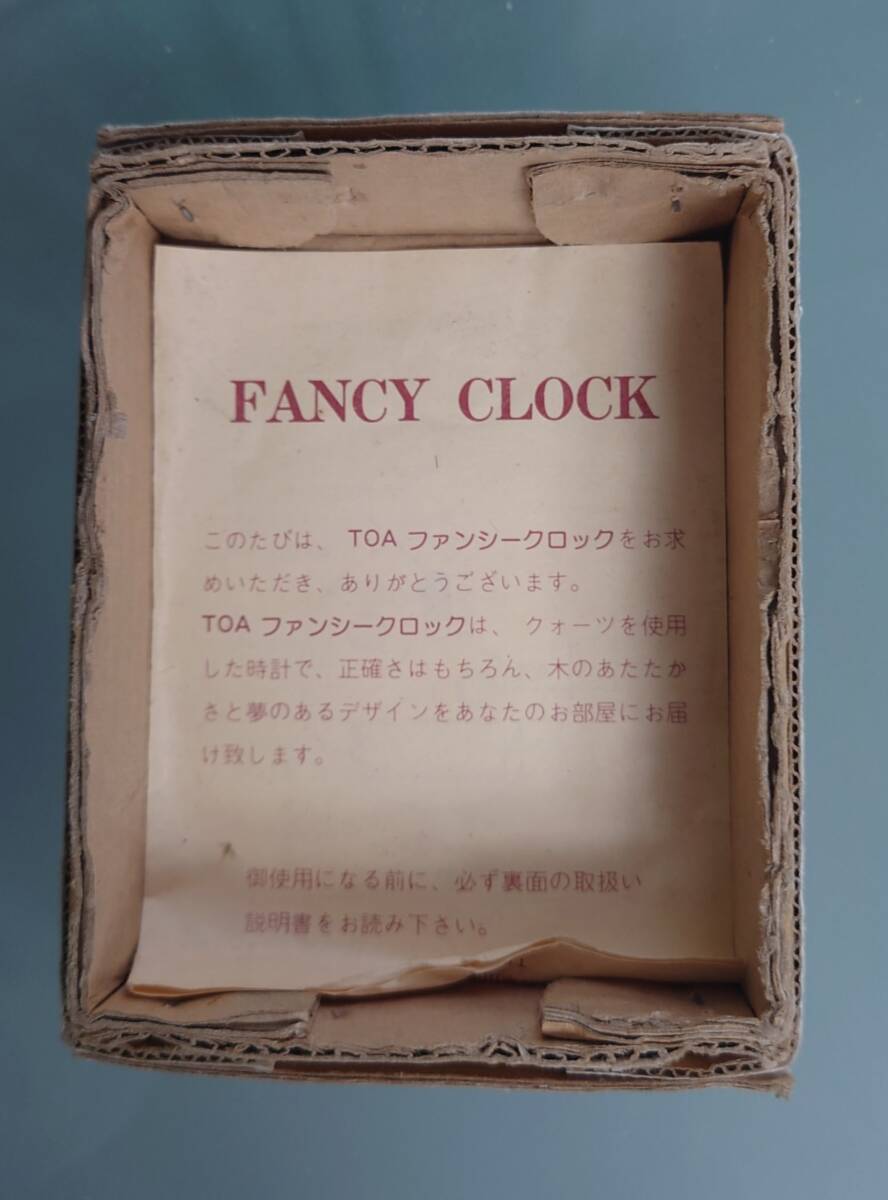 FANCY CLOCK
このたびは、 TOA ファンシークロックをお求
めいただき、ありがとうございます。
TOA ファンシークロックは、 クォーツを使用
した時計で、正確さはもちろん、木のあたたか
さと夢のあるデザインをあなたのお部屋にお届
け致します。
御使用になる前に、必ず裏面の取扱い
説明書をお読み下さい。